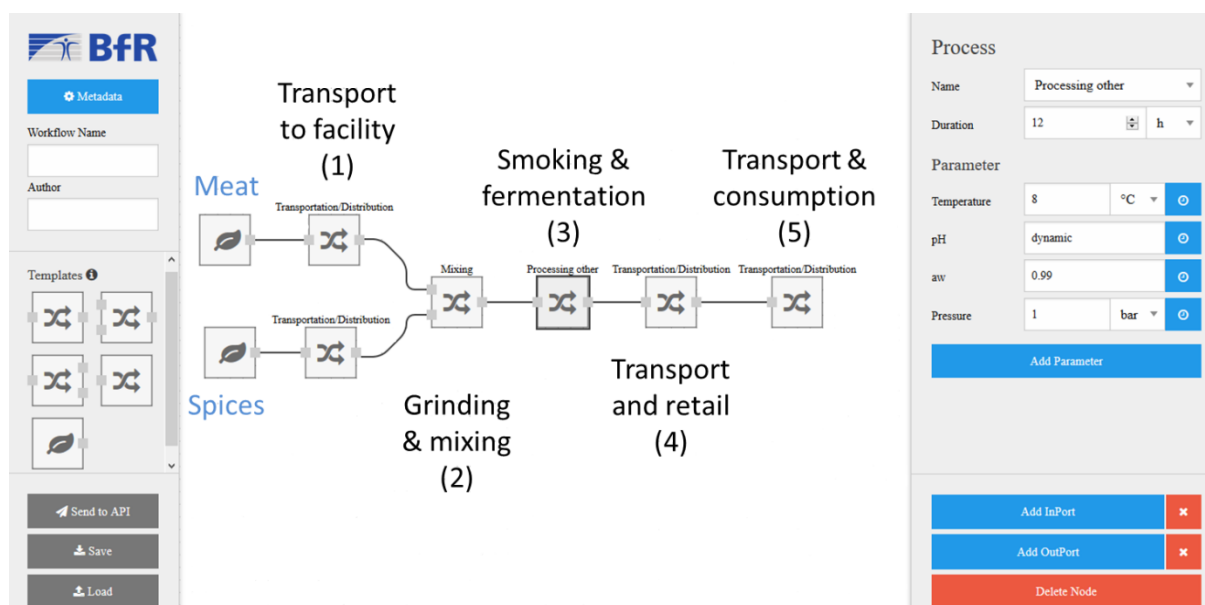 BfR
Metadata
Workflow Name
Author
Templates
Send to API
Save
Load
Transport
to facility
(1)
Meat
Transportation/Distribution
Spices
Transportation/Distribution
Mixing
Grinding
& mixing
(2)
Smoking &
fermentation
(3)
Processing other
Transportation/Distribution
Transport
and retail
(4)
Transport &
consumption
(5)
Transportation/Distribution
Process
Name Processing other
Duration 12 h
Parameter
Temperature 8 °C
pH dynamic
aw 0.99
Pressure 1 bar
Add Parameter
Add InPort
Add OutPort
Delete Node